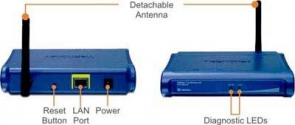 Detachable
Antenna
Reset
Button
LAN
Port
Power
Diagnostic LEDs